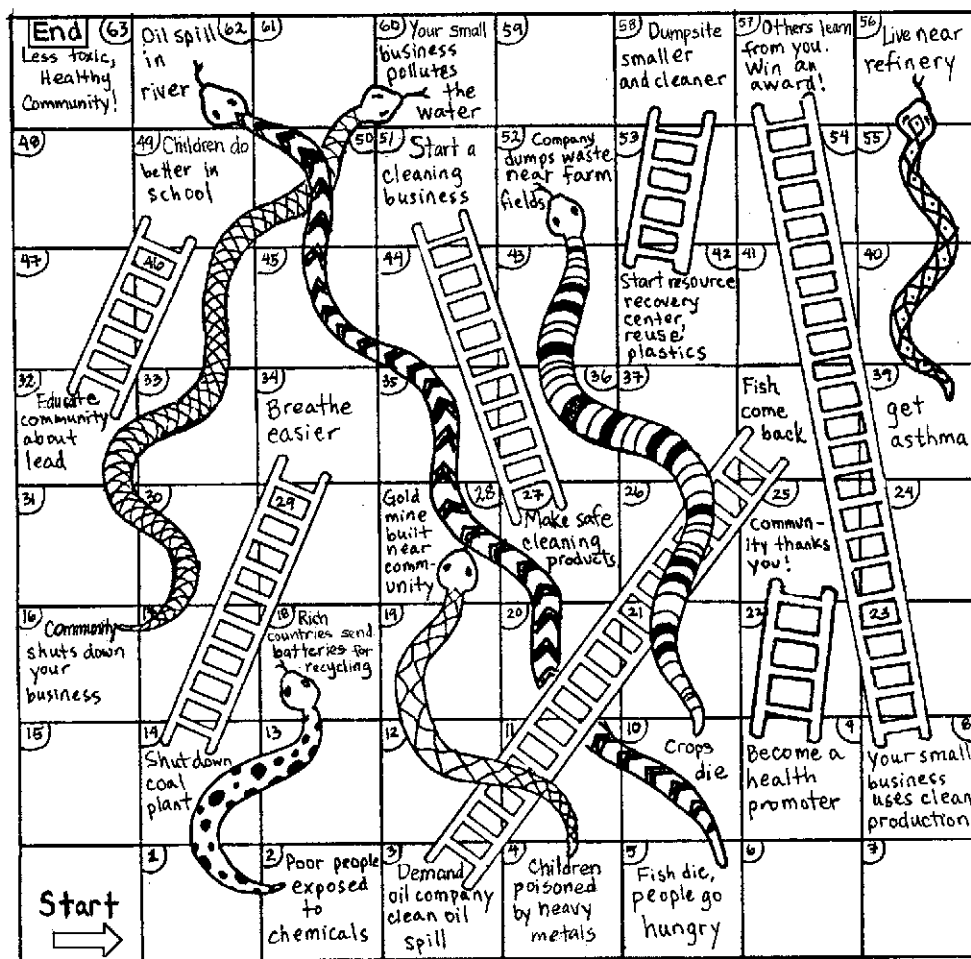 End 63
Less toxic,
Healthy
Community!
62
Oil spill
in
river
61
60 Your small
business
pollutes
the
water
59
58 Dumpsite
smaller
and cleaner
57
Others learn
from you.
Win an
award!
56
Live near
refinery
48
49 Children do
better in
school
50
51
Start a
cleaning
business
52 Company
dumps waste
near farm
fields
53
54
55
47
46
45
44
43
42
Start resource
recovery
center,
reuse
plastics
41
40
32
Educate
community
about
lead
33
34
Breathe
easier
35
36
37
Fish
come
back
39
get
asthma
31
30
29
28
Gold
mine
built
near
comm-
unity
27
Make safe
cleaning
products
26
25
Commun-
ity thanks
you!
24
16 Community
shuts down
your
business
18 Rich
countries send
batteries for
recycling
19
20
21
22
23
15
14
Shut down
coal
plant
13
12
11
10
Crops
die
9
Become a
health
promoter
8
Your small
business
uses clean
production
Start
1
2
Poor people
exposed
to
chemicals
3
Demand
oil company
clean oil
spill
4
Children
poisoned
by heavy
metals
5
Fish die,
people go
hungry
6
7